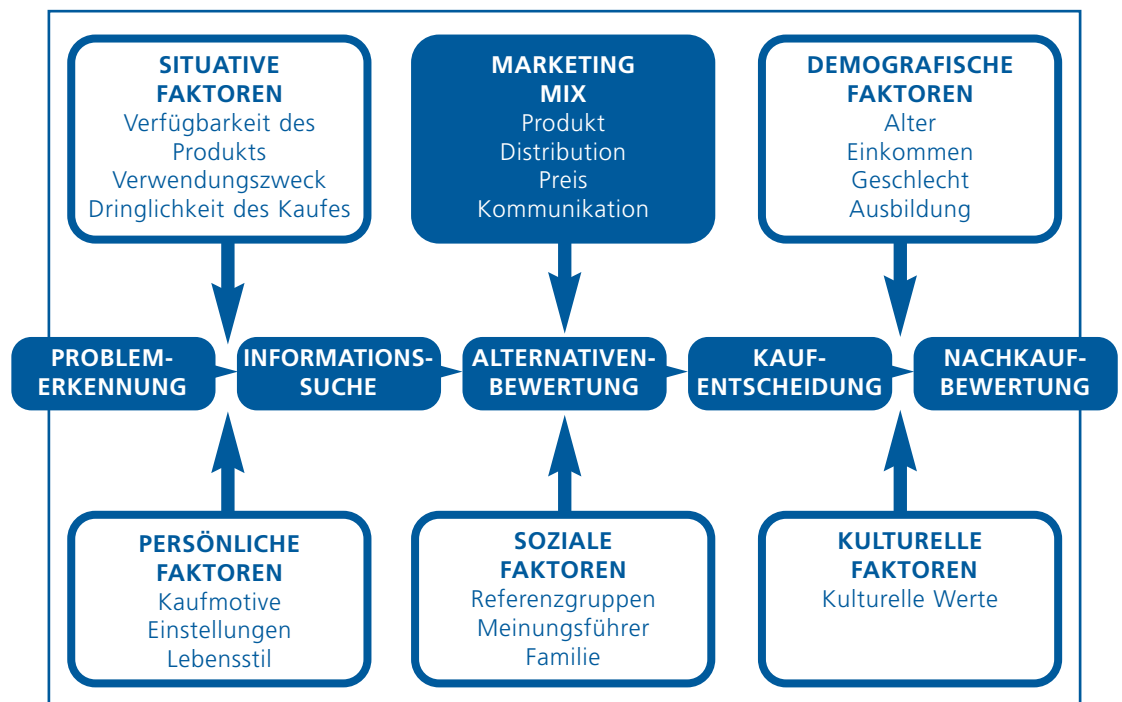 SITUATIVE
FAKTOREN
Verfügbarkeit des
Produkts
Verwendungszweck
Dringlichkeit des Kaufes
MARKETING
MIX
Produkt
Distribution
Preis
Kommunikation
DEMOGRAFISCHE
FAKTOREN
Alter
Einkommen
Geschlecht
Ausbildung
PROBLEM-
ERKENNUNG
INFORMATIONS-
SUCHE
ALTERNATIVEN-
BEWERTUNG
KAUF-
ENTSCHEIDUNG
NACHKAUF-
BEWERTUNG
PERSÖNLICHE
FAKTOREN
Kaufmotive
Einstellungen
Lebensstil
SOZIALE
FAKTOREN
Referenzgruppen
Meinungsführer
Familie
KULTURELLE
FAKTOREN
Kulturelle Werte